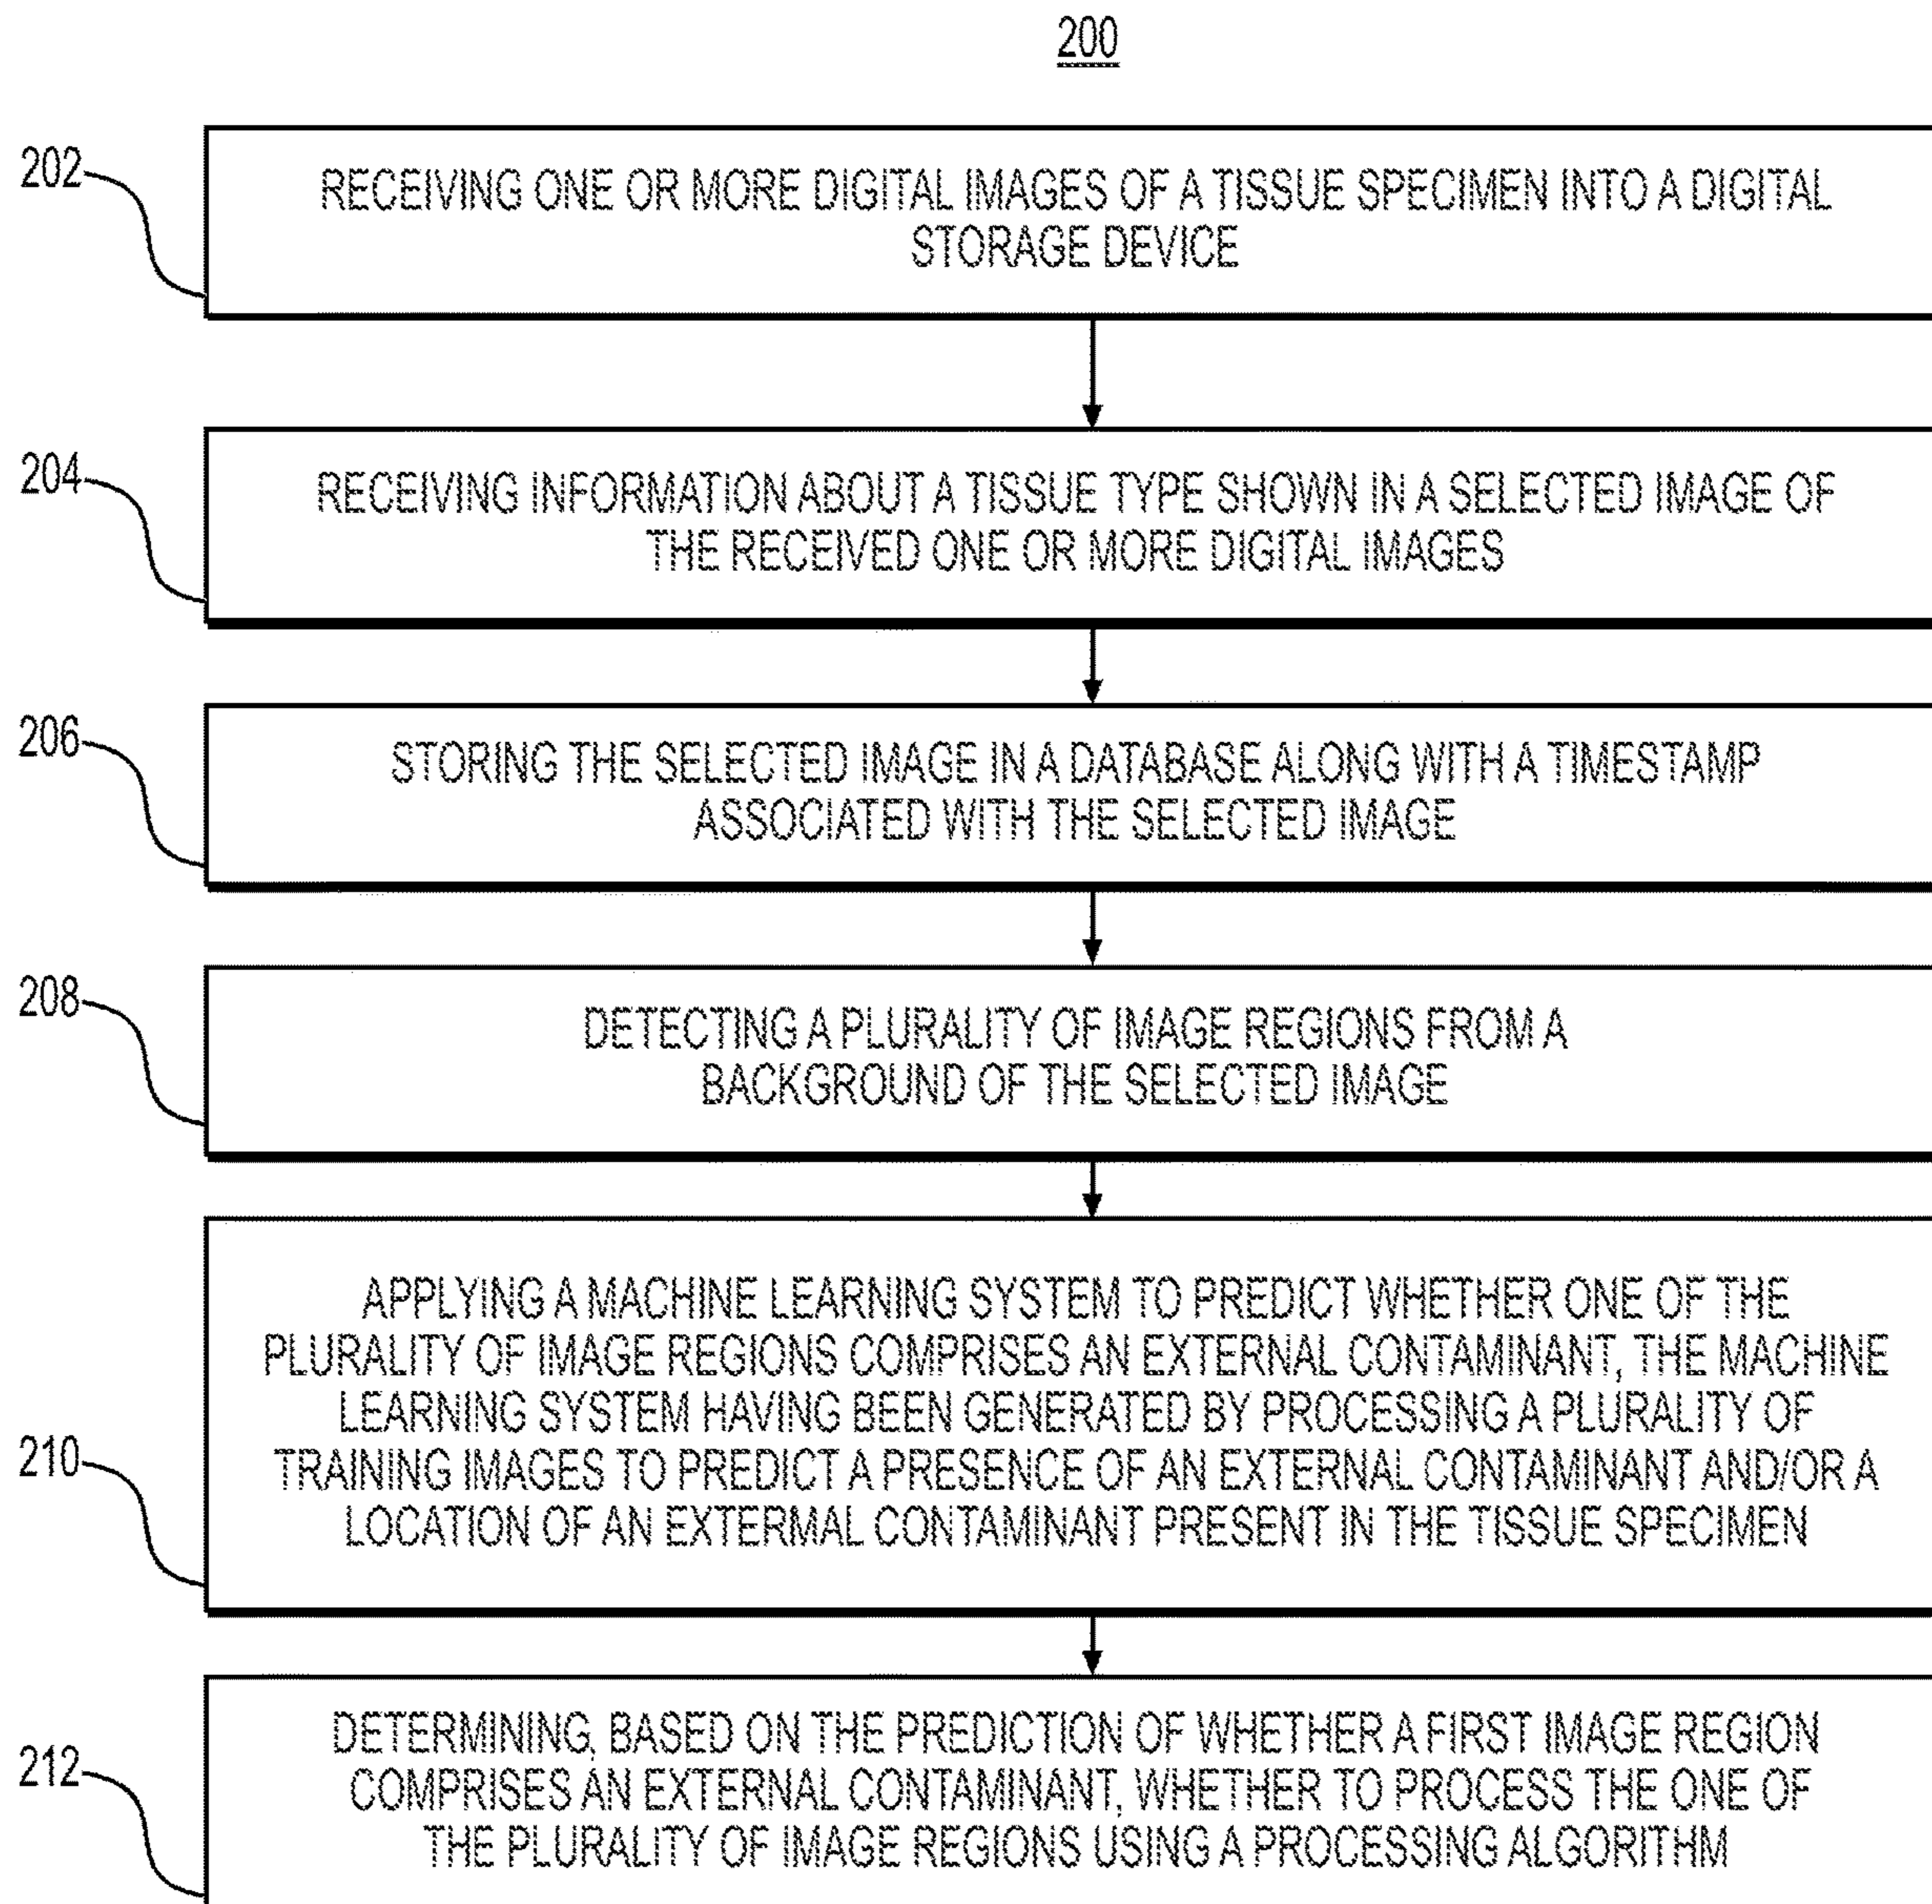 200
202
RECEIVING ONE OR MORE DIGITAL IMAGES OF A TISSUE SPECIMEN INTO A DIGITAL
STORAGE DEVICE
204
RECEIVING INFORMATION ABOUT A TISSUE TYPE SHOWN IN A SELECTED IMAGE OF
THE RECEIVED ONE OR MORE DIGITAL IMAGES
206
STORING THE SELECTED IMAGE IN A DATABASE ALONG WITH A TIMESTAMP
ASSOCIATED WITH THE SELECTED IMAGE
208
DETECTING A PLURALITY OF IMAGE REGIONS FROM A
BACKGROUND OF THE SELECTED IMAGE
210
APPLYING A MACHINE LEARNING SYSTEM TO PREDICT WHETHER ONE OF THE
PLURALITY OF IMAGE REGIONS COMPRISES AN EXTERNAL CONTAMINANT, THE MACHINE
LEARNING SYSTEM HAVING BEEN GENERATED BY PROCESSING A PLURALITY OF
TRAINING IMAGES TO PREDICT A PRESENCE OF AN EXTERNAL CONTAMINANT AND/OR A
LOCATION OF AN EXTERMAL CONTAMINANT PRESENT IN THE TISSUE SPECIMEN
212
DETERMINING, BASED ON THE PREDICTION OF WHETHER A FIRST IMAGE REGION
COMPRISES AN EXTERNAL CONTAMINANT, WHETHER TO PROCESS THE ONE OF
THE PLURALITY OF IMAGE REGIONS USING A PROCESSING ALGORITHM